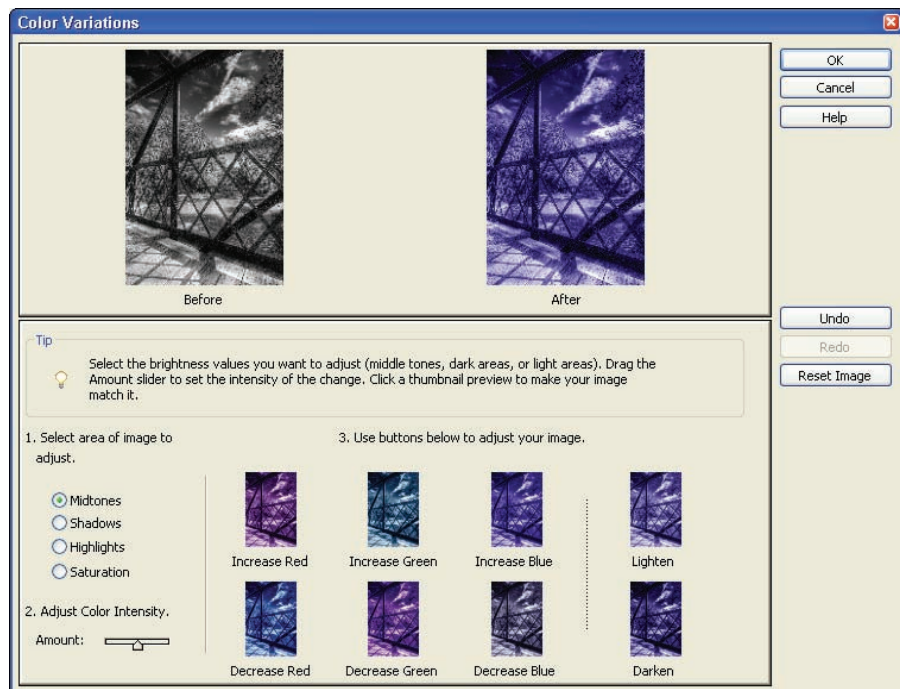 Color Variations
OK
Cancel
Help
Before
After
Undo
Redo
Reset Image
Tip
Select the brightness values you want to adjust (middle tones, dark areas, or light areas). Drag the
Amount slider to set the intensity of the change. Click a thumbnail preview to make your image
match it.
1. Select area of image to
adjust.
Midtones
Shadows
Highlights
Saturation
2. Adjust Color Intensity.
Amount:
3. Use buttons below to adjust your image.
Increase Red
Increase Green
Increase Blue
Lighten
Decrease Red
Decrease Green
Decrease Blue
Darken